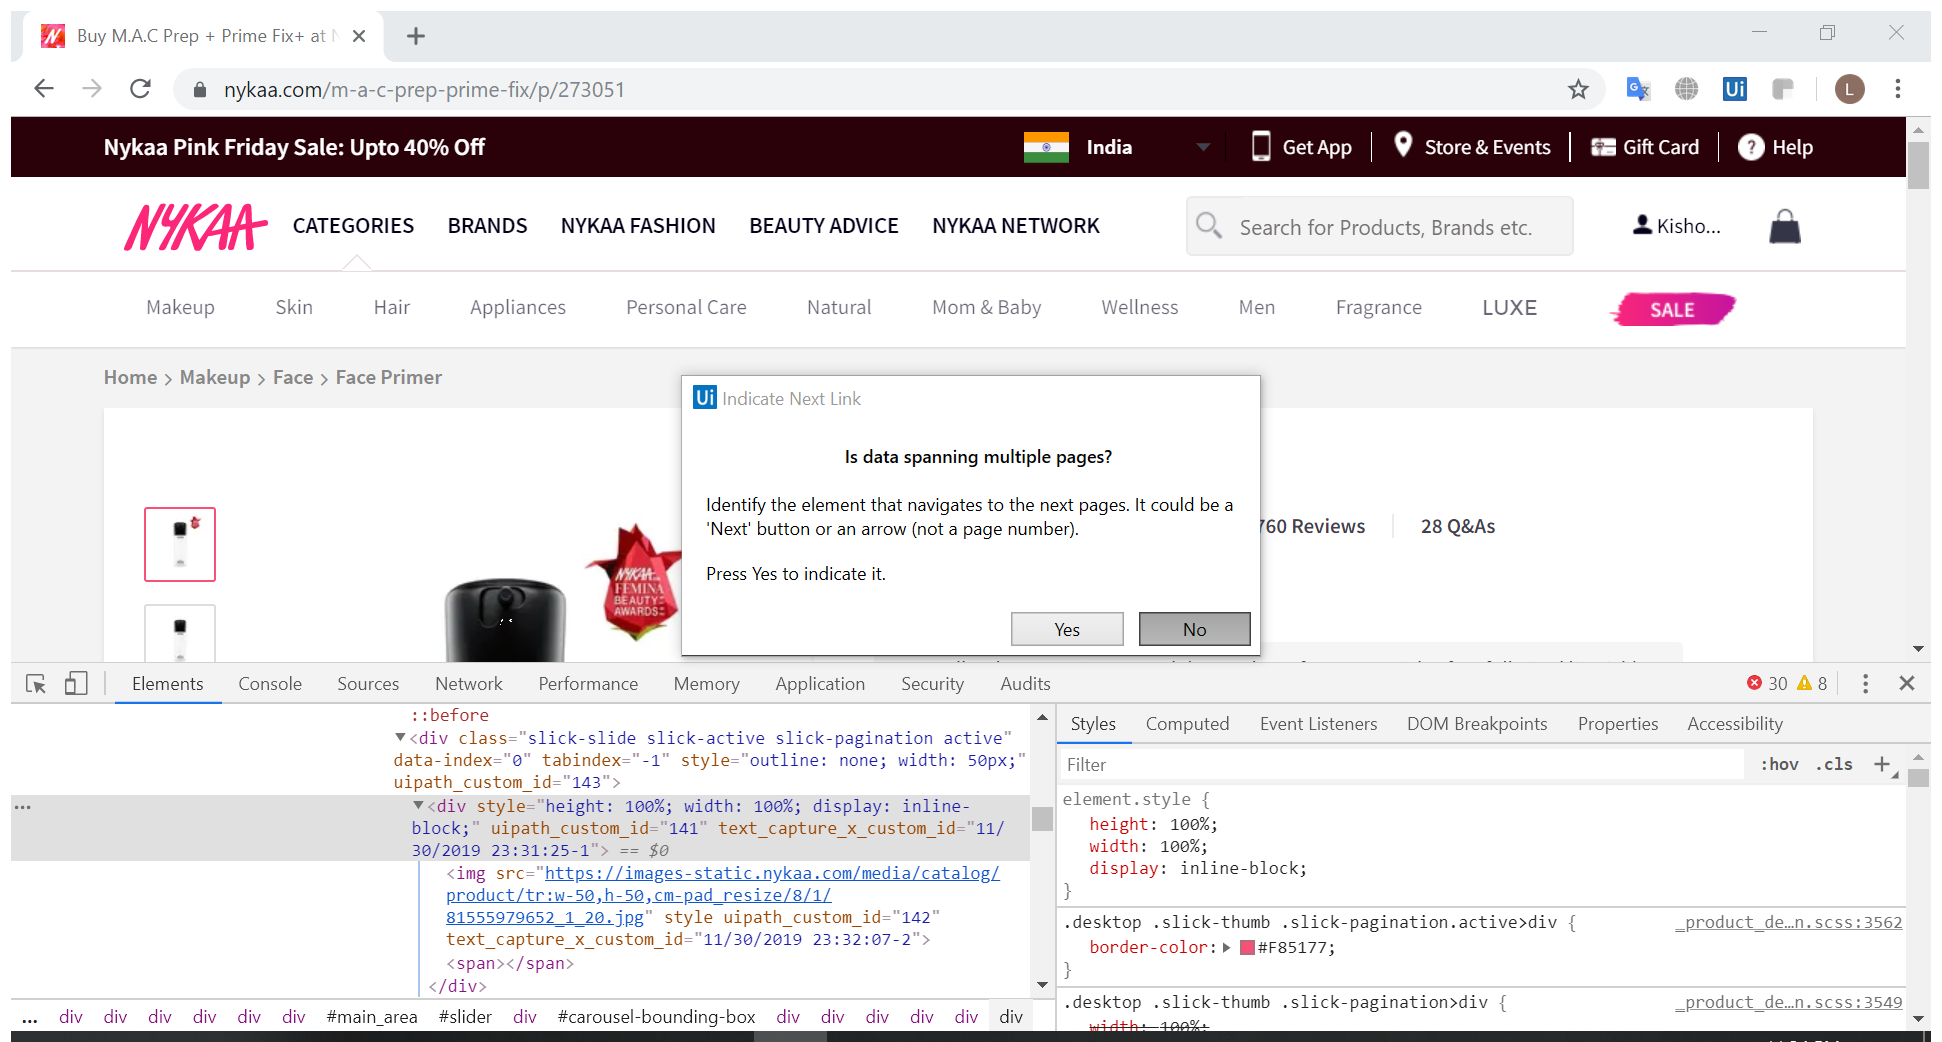 Buy M.A.C Prep + Prime Fix+ at N
nykaa.com/m-a-c-prep-prime-fix/p/273051
Ui
L
Nykaa Pink Friday Sale: Upto 40% Off
India
Get App
Store & Events
Gift Card
? Help
NYKAA
CATEGORIES
BRANDS
NYKAA FASHION
BEAUTY ADVICE
NYKAA NETWORK
Search for Products, Brands etc.
Kisho...
Makeup
Skin
Hair
Appliances
Personal Care
Natural
Mom & Baby
Wellness
Men
Fragrance
LUXE
SALE
Home > Makeup > Face > Face Primer
Ui Indicate Next Link
Is data spanning multiple pages?
Identify the element that navigates to the next pages. It could be a
'Next' button or an arrow (not a page number).
Press Yes to indicate it.
Yes
No
760 Reviews
28 Q&As
NYKAA
FEMINA
BEAUTY
AWARDS
Elements
Console
Sources
Network
Performance
Memory
Application
Security
Audits
30
8
::before
▼<div class="slick-slide slick-active slick-pagination active"
data-index="0" tabindex="-1" style="outline: none; width: 50px;"
uipath_custom_id="143">
... ▼<div style="height: 100%; width: 100%; display: inline-
block;" uipath_custom_id="141" text_capture_x_custom_id="11/
30/2019 23:31:25-1"> == $0
<img src="https://images-static.nykaa.com/media/catalog/
product/tr:w-50,h-50,cm-pad_resize/8/1/
81555979652_1_20.jpg" style uipath_custom_id="142"
text_capture_x_custom_id="11/30/2019 23:32:07-2">
<span></span>
</div>
... div div div div div div #main_area #slider div #carousel-bounding-box div div div div div div
Styles
Computed
Event Listeners
DOM Breakpoints
Properties
Accessibility
Filter
:hov .cls +
element.style {
height: 100%;
width: 100%;
display: inline-block;
}
.desktop .slick-thumb .slick-pagination.active>div { _product_de…n.scss:3562
border-color: ▶ #F85177;
}
.desktop .slick-thumb .slick-pagination>div { _product_de…n.scss:3549
width: 100%;